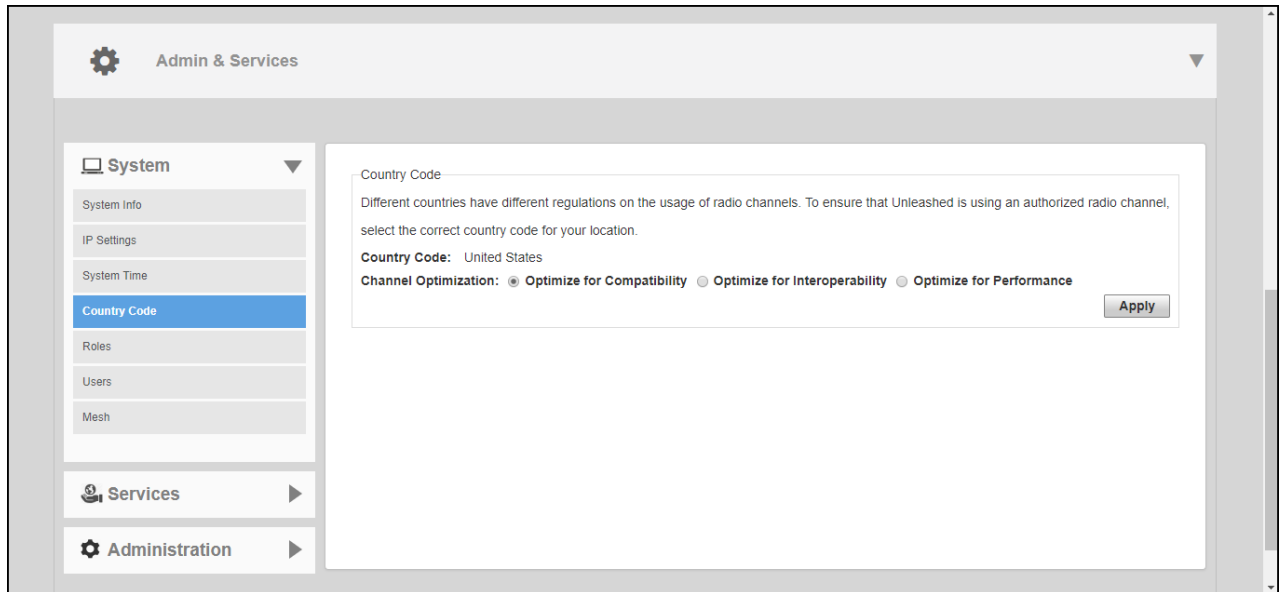 Admin & Services
System
System Info
IP Settings
System Time
Country Code
Roles
Users
Mesh
Services
Administration
Country Code
Different countries have different regulations on the usage of radio channels. To ensure that Unleashed is using an authorized radio channel,
select the correct country code for your location.
Country Code: United States
Channel Optimization: Optimize for Compatibility Optimize for Interoperability Optimize for Performance
Apply